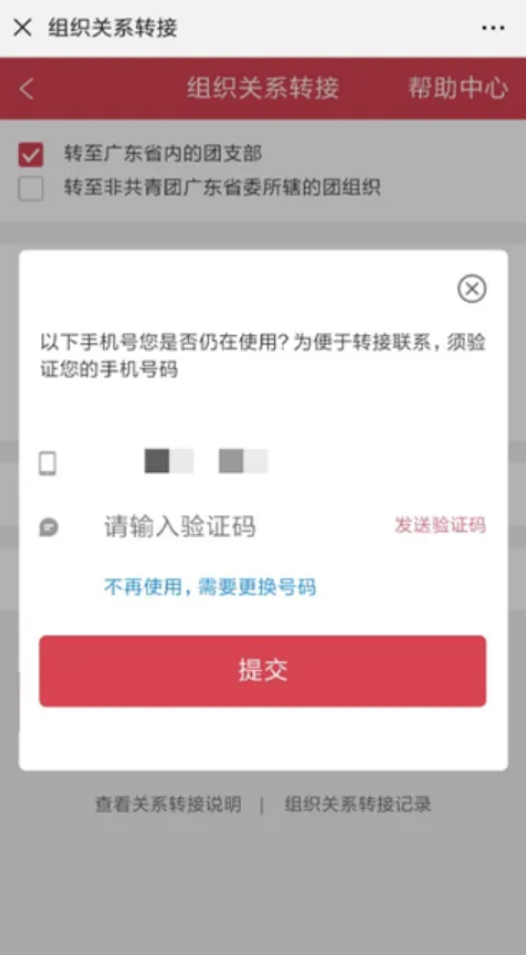 组织关系转接
组织关系转接 帮助中心
转至广东省内的团支部
转至非共青团广东省委所辖的团组织
以下手机号您是否仍在使用?为便于转接联系,须验
证您的手机号码
请输入验证码 发送验证码
不再使用,需要更换号码
提交
查看关系转接说明 | 组织关系转接记录